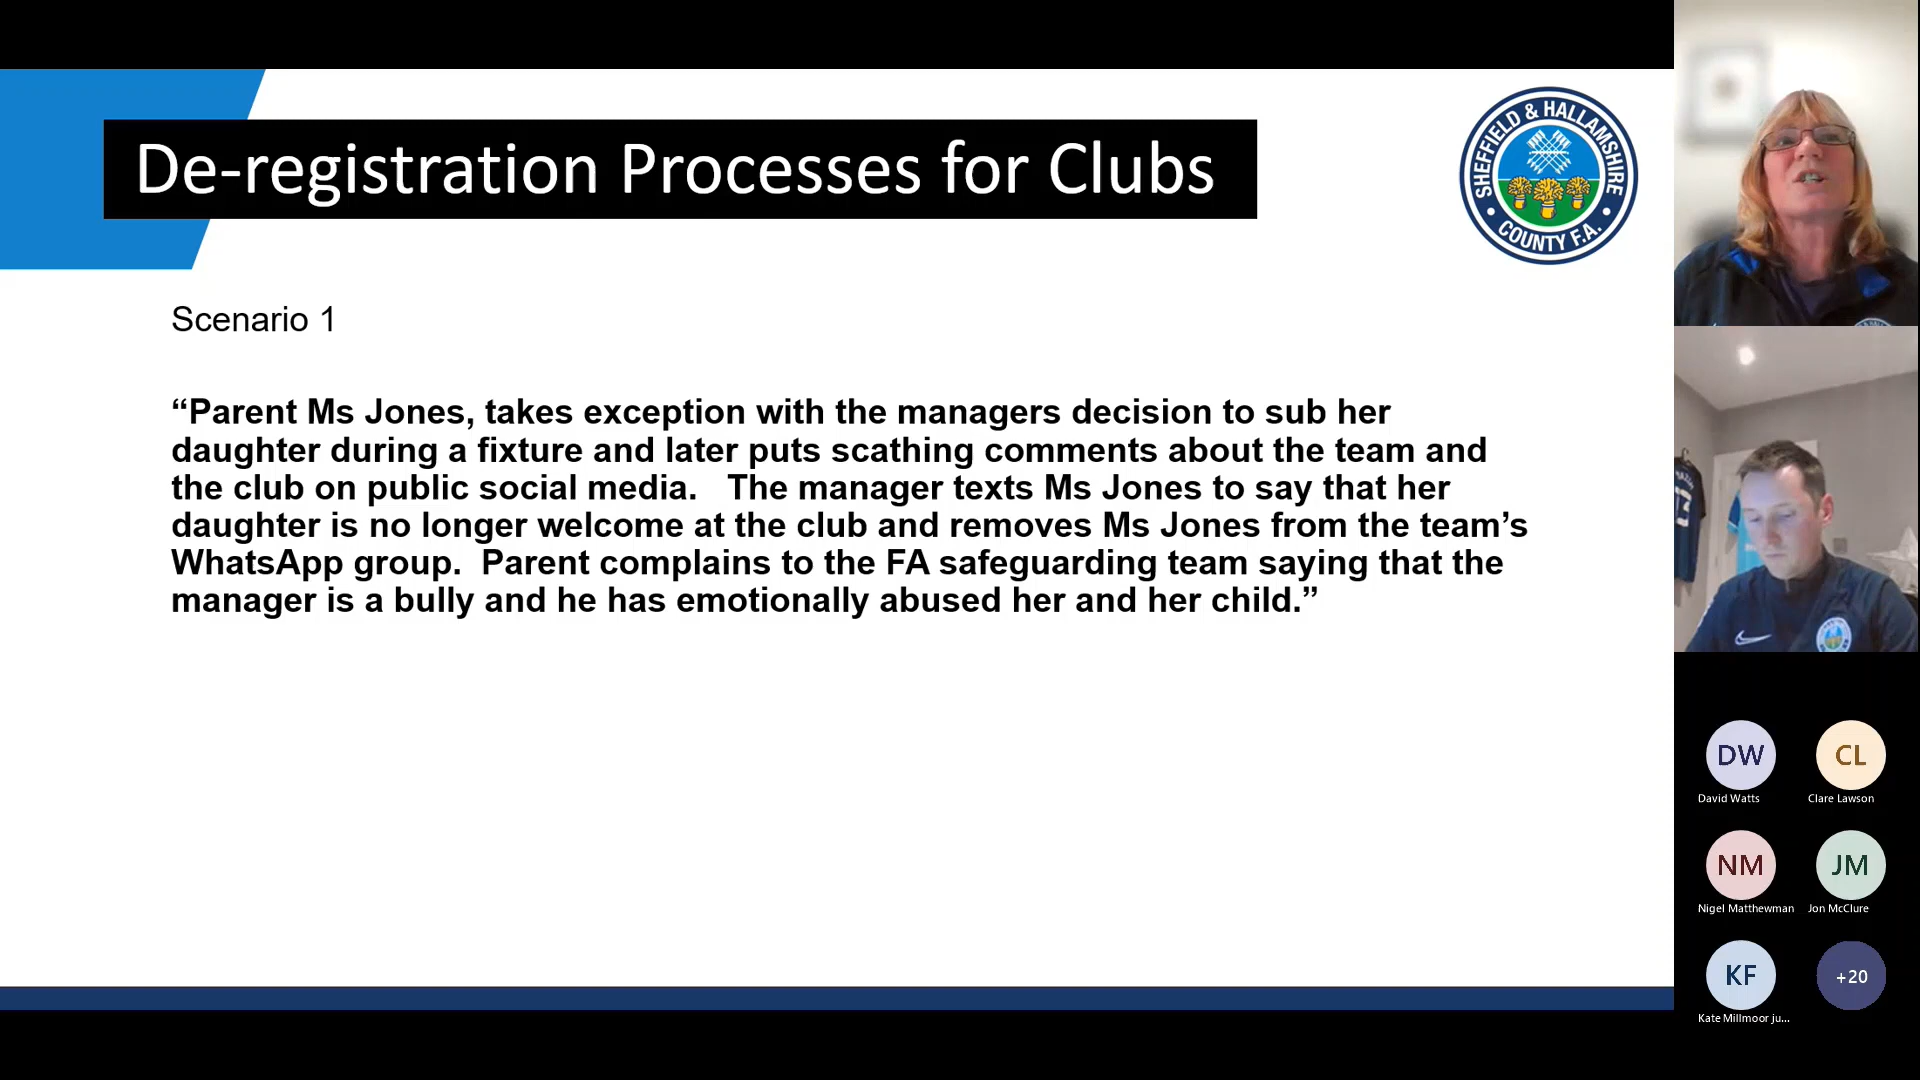 De-registration Processes for Clubs
SHEFFIELD & HALLAMSHIRE
COUNTY F.A.
Scenario 1
“Parent Ms Jones, takes exception with the managers decision to sub her
daughter during a fixture and later puts scathing comments about the team and
the club on public social media.   The manager texts Ms Jones to say that her
daughter is no longer welcome at the club and removes Ms Jones from the team’s
WhatsApp group.  Parent complains to the FA safeguarding team saying that the
manager is a bully and he has emotionally abused her and her child.”
DW
David Watts
CL
Clare Lawson
NM
Nigel Matthewman
JM
Jon McClure
KF
Kate Millmoor ju...
+20